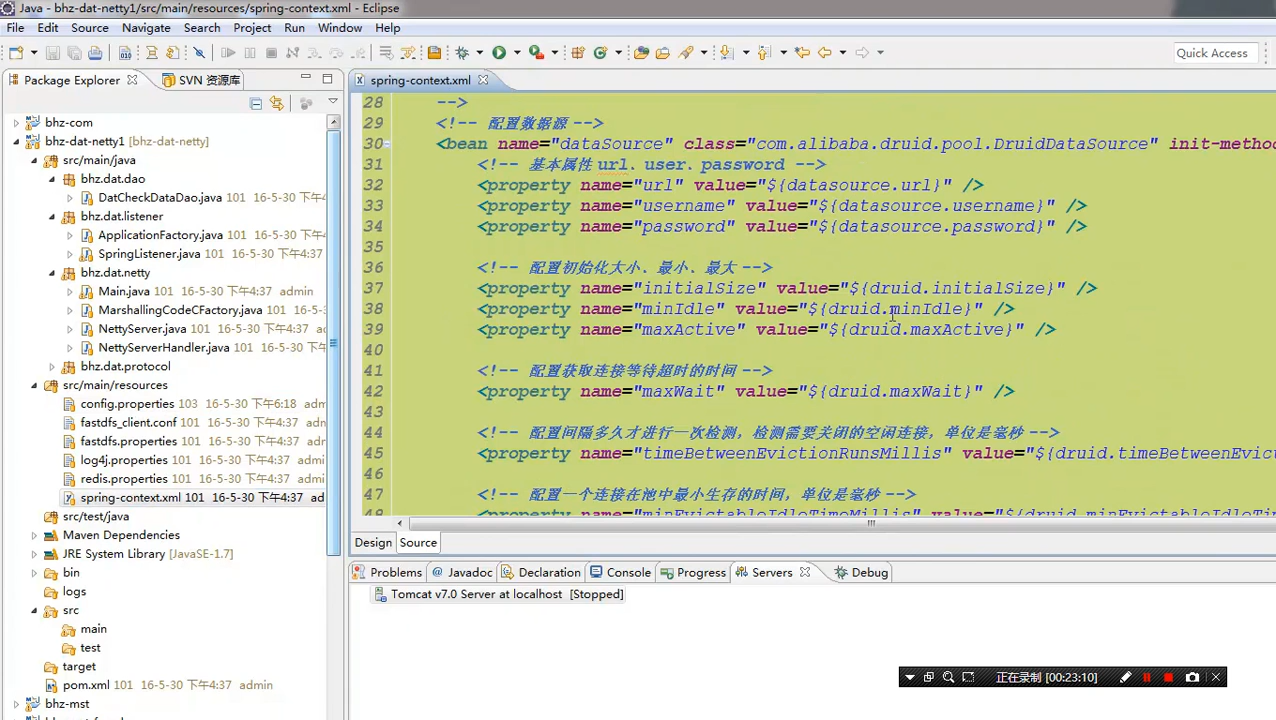 Java - bhz-dat-netty1/src/main/resources/spring-context.xml - Eclipse
File Edit Source Navigate Search Project Run Window Help
Quick Access
Package Explorer SVN 资源库
bhz-com
bhz-dat-netty1
src/main/java
bhz.dat.dao
DatCheckDataDao.java 101 16-5-30
bhz.dat.listener
ApplicationFactory.java 101 16-5-30
SpringListener.java 101 16-5-30 下午4:37
bhz.dat.netty
Main.java 101 16-5-30 下午4:37 admin
MarshallingCodeCFactory.java 101
NettyServer.java 101 16-5-30 下午4:37
NettyServerHandler.java 101 16-5-30
bhz.dat.protocol
src/main/resources
config.properties 103 16-5-30 下午6:18 adm
fastdfs_client.conf 101 16-5-30 下午4:37
fastdfs.properties 101 16-5-30 下午4:37
log4j.properties 101 16-5-30 下午4:37 adm
redis.properties 101 16-5-30 下午4:37 adm
spring-context.xml 101 16-5-30 下午4:37 ad
src/test/java
Maven Dependencies
JRE System Library [JavaSE-1.7]
bin
logs
src
main
test
target
pom.xml 101 16-5-30 下午4:37 admin
bhz-mst
spring-context.xml
28 -->
29 <!-- 配置数据源 -->
30 <bean name="dataSource" class="com.alibaba.druid.pool.DruidDataSource" init-method
31 <!-- 基本属性 url、user、password -->
32 <property name="url" value="${datasource.url}" />
33 <property name="username" value="${datasource.username}" />
34 <property name="password" value="${datasource.password}" />
35
36 <!-- 配置初始化大小、最小、最大 -->
37 <property name="initialSize" value="${druid.initialSize}" />
38 <property name="minIdle" value="${druid.minIdle}" />
39 <property name="maxActive" value="${druid.maxActive}" />
40
41 <!-- 配置获取连接等待超时的时间 -->
42 <property name="maxWait" value="${druid.maxWait}" />
43
44 <!-- 配置间隔多久才进行一次检测，检测需要关闭的空闲连接，单位是毫秒 -->
45 <property name="timeBetweenEvictionRunsMillis" value="${druid.timeBetweenEvic
46
47 <!-- 配置一个连接在池中最小生存的时间，单位是毫秒 -->
48 <property name="minEvictableIdleTimeMillis" value="${druid.minEvictableIdleTim
Design Source
Problems Javadoc Declaration Console Progress Servers Debug
Tomcat v7.0 Server at localhost [Stopped]
正在录制 [00:23:10]